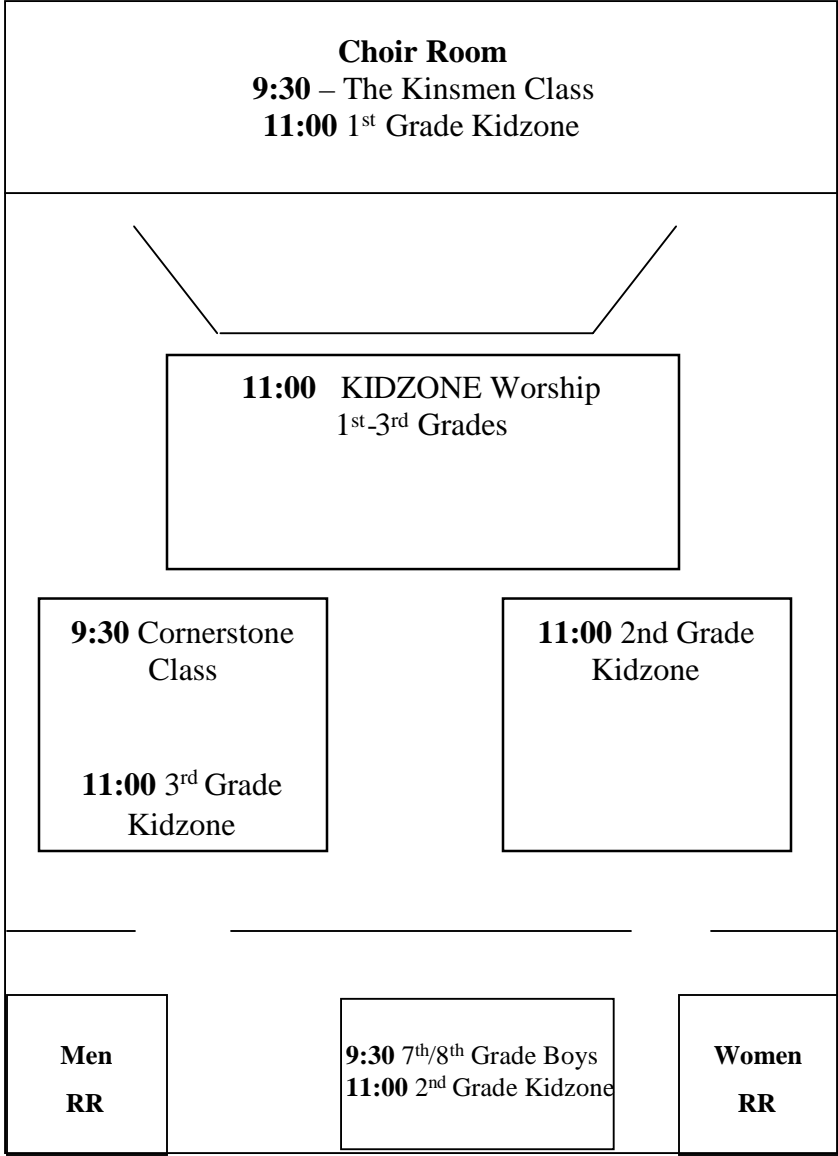 Choir Room
9:30 – The Kinsmen Class
11:00 1st Grade Kidzone
11:00 KIDZONE Worship
1st-3rd Grades
9:30 Cornerstone
Class
11:00 3rd Grade
Kidzone
11:00 2nd Grade
Kidzone
Men
RR
9:30 7th/8th Grade Boys
11:00 2nd Grade Kidzone
Women
RR